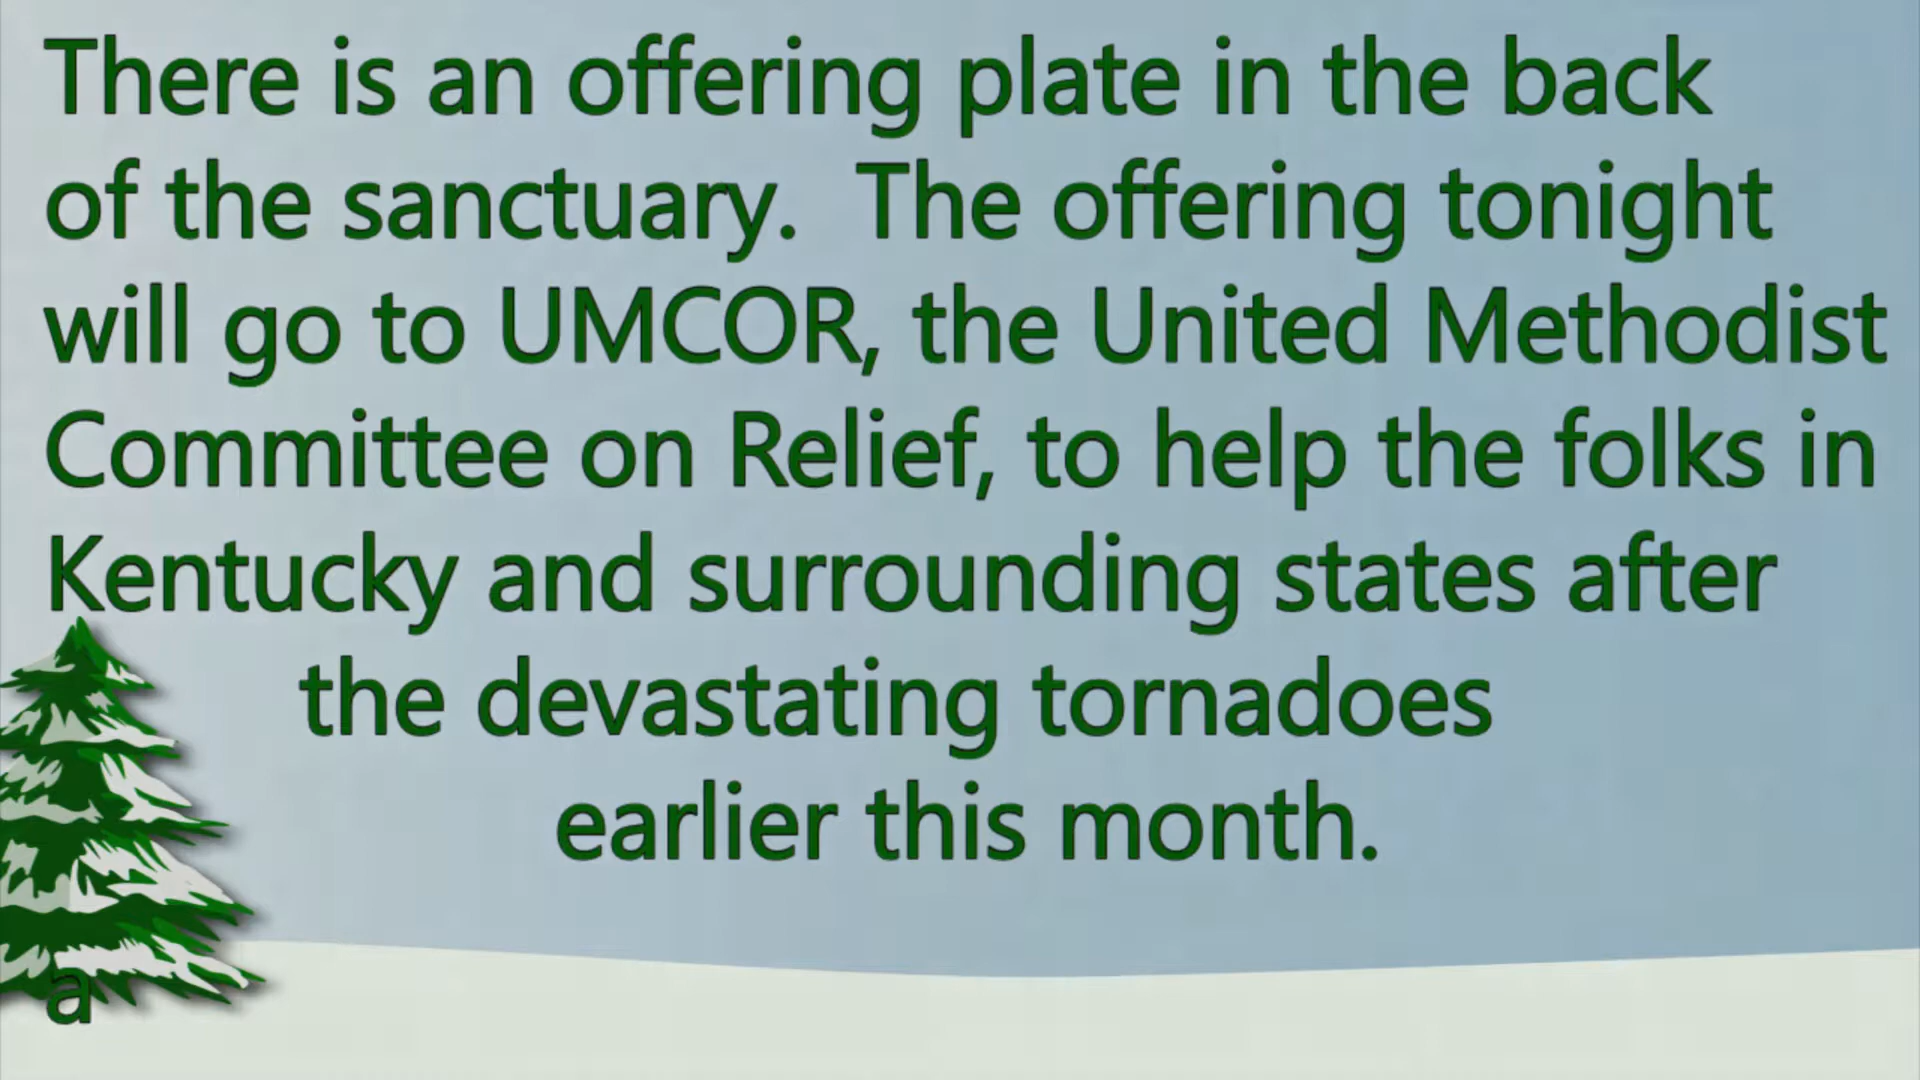 There is an offering plate in the back
of the sanctuary.  The offering tonight
will go to UMCOR, the United Methodist
Committee on Relief, to help the folks in
Kentucky and surrounding states after
the devastating tornadoes
earlier this month.
a